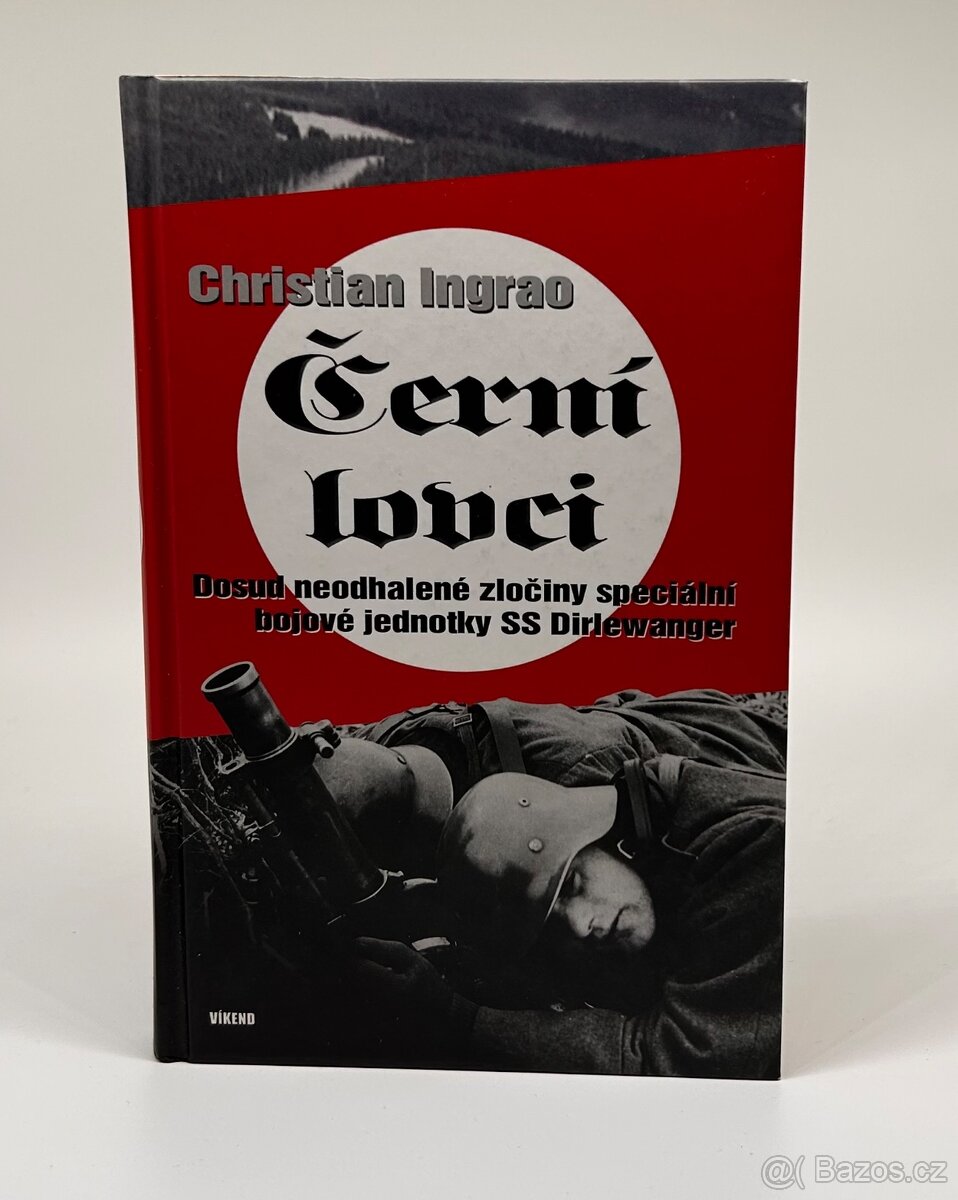 Christian Ingrao
Černí
lovci
Dosud neodhalené zločiny speciální
bojové jednotky SS Dirlewanger
VÍKEND
@( Bazos.cz